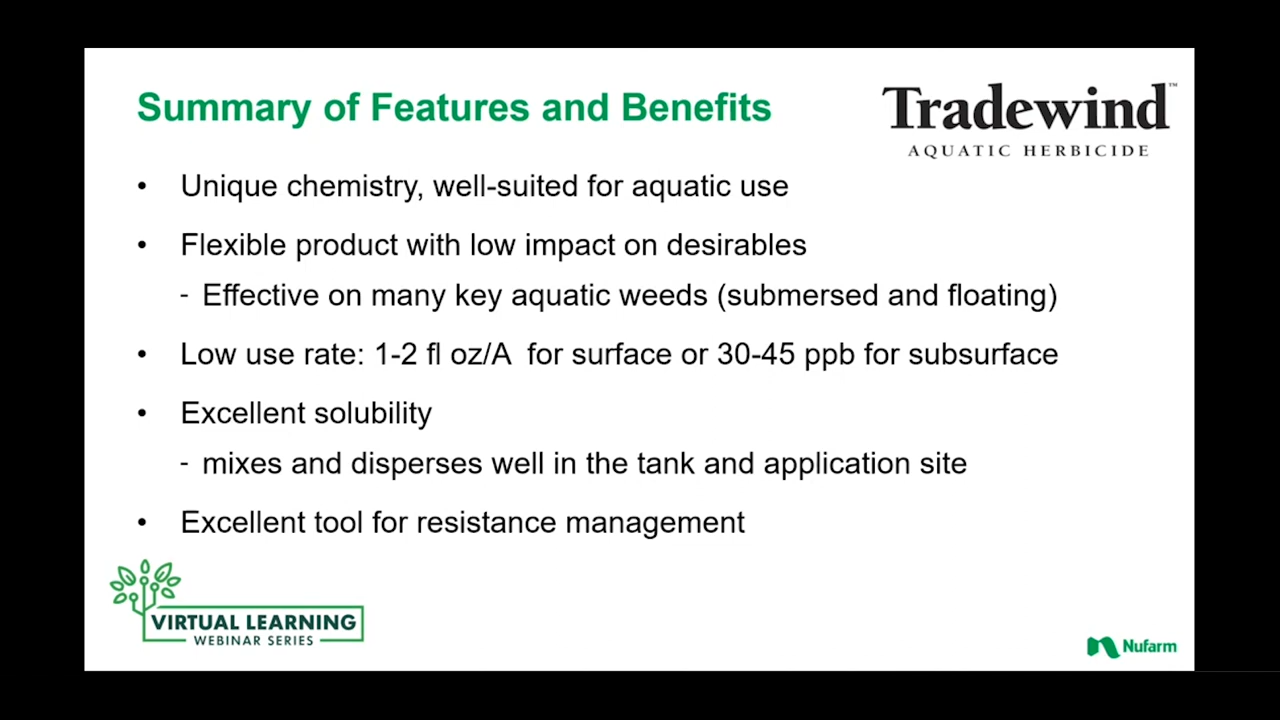 Summary of Features and Benefits
Tradewind™
AQUATIC HERBICIDE
• Unique chemistry, well-suited for aquatic use
• Flexible product with low impact on desirables
- Effective on many key aquatic weeds (submersed and floating)
• Low use rate: 1-2 fl oz/A for surface or 30-45 ppb for subsurface
• Excellent solubility
- mixes and disperses well in the tank and application site
• Excellent tool for resistance management
VIRTUAL LEARNING
WEBINAR SERIES
Nufarm